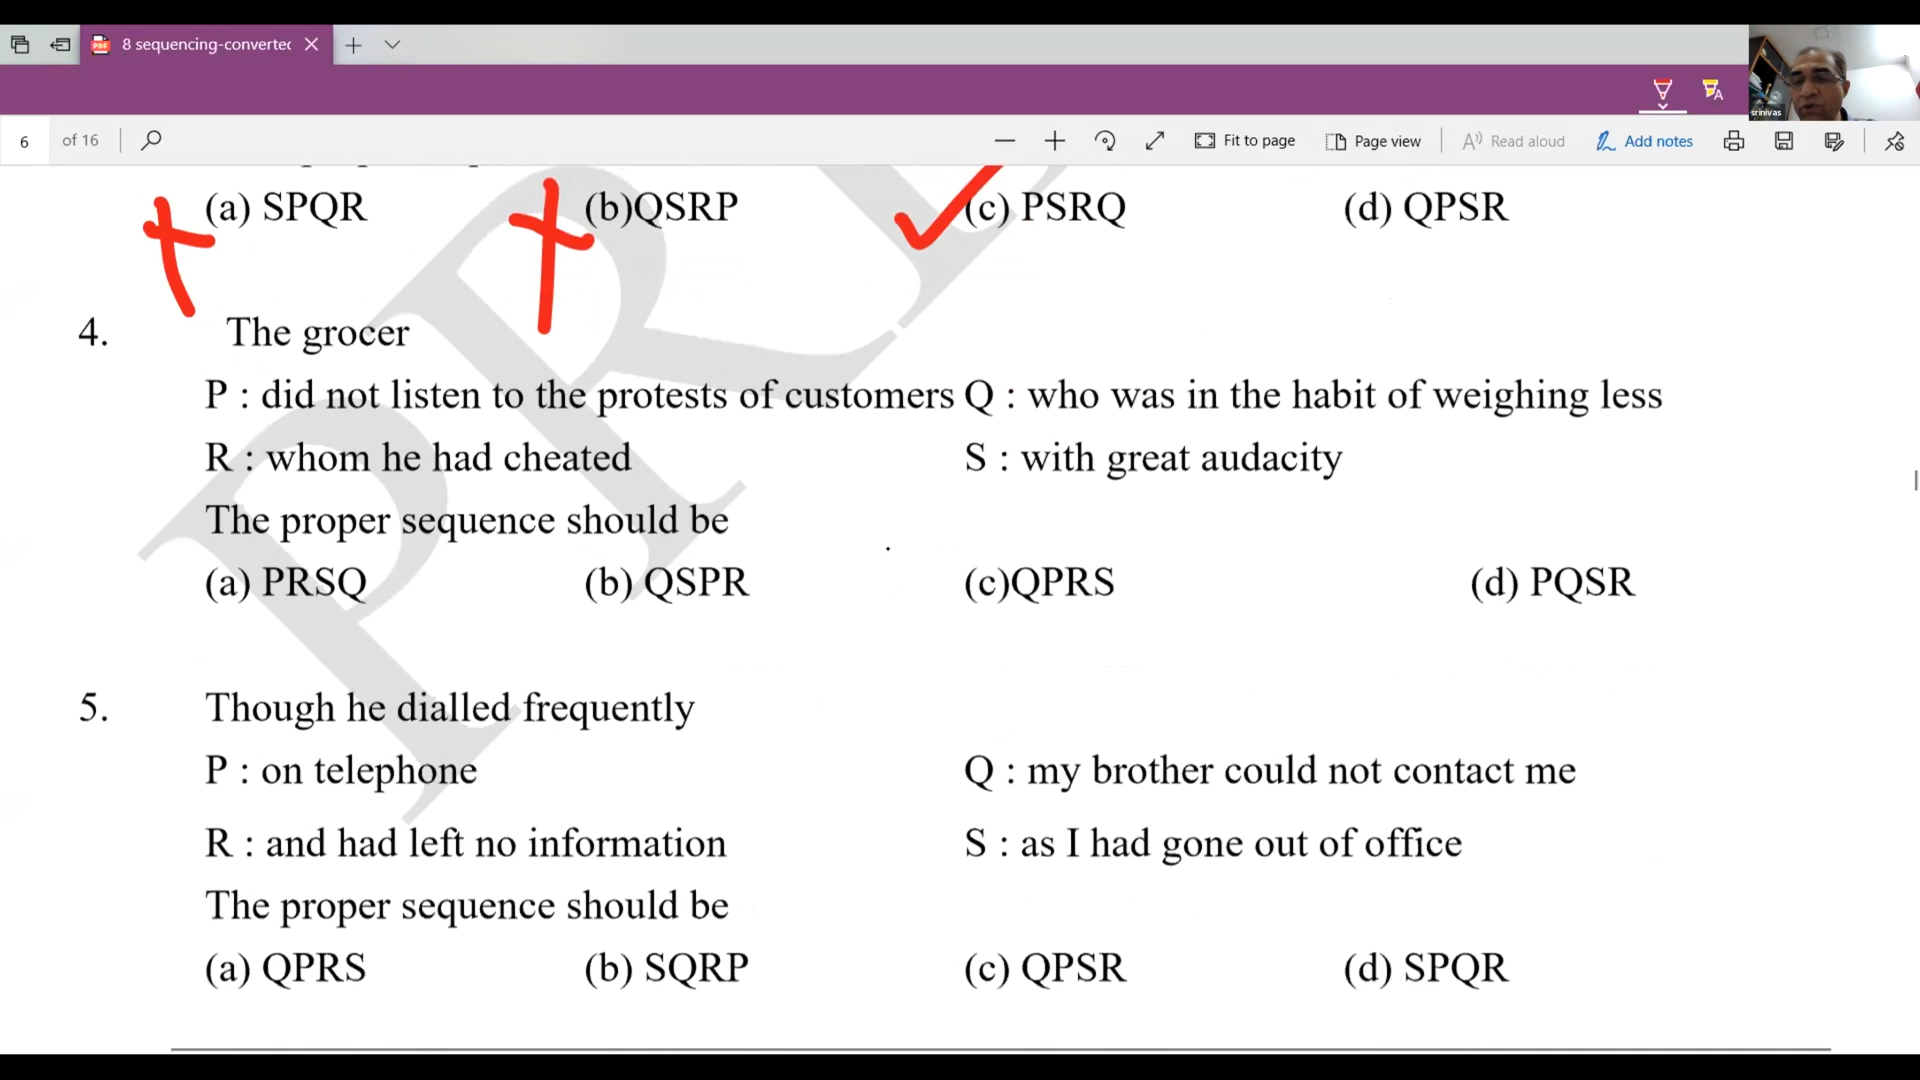 8 sequencing-converted
srinivas
6 of 16
Fit to page
Page view
Read aloud
Add notes
(a) SPQR (b)QSRP (c) PSRQ (d) QPSR
4. The grocer
P : did not listen to the protests of customers Q : who was in the habit of weighing less
R : whom he had cheated S : with great audacity
The proper sequence should be
(a) PRSQ (b) QSPR (c)QPRS (d) PQSR
5. Though he dialled frequently
P : on telephone Q : my brother could not contact me
R : and had left no information S : as I had gone out of office
The proper sequence should be
(a) QPRS (b) SQRP (c) QPSR (d) SPQR